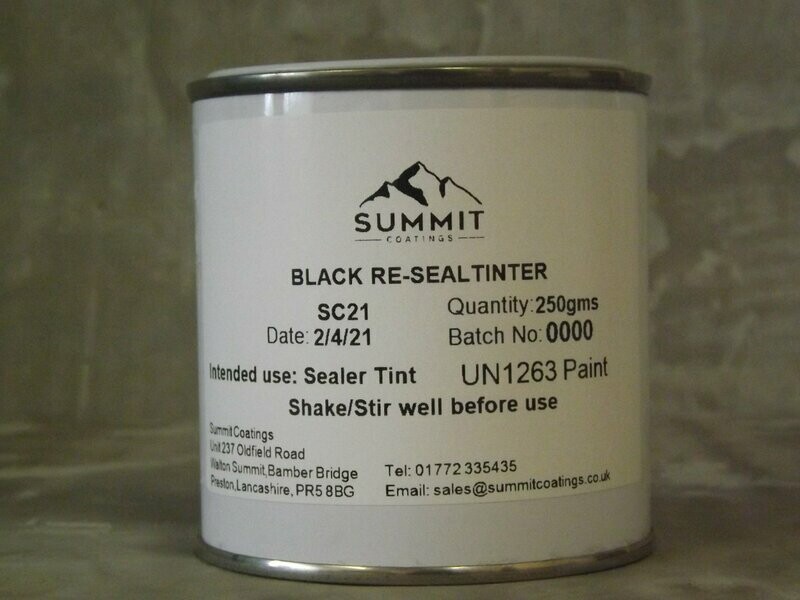 SUMMIT
COATINGS
BLACK RE-SEALTINTER
SC21 Quantity:250gms
Date: 2/4/21 Batch No: 0000
Intended use: Sealer Tint UN1263 Paint
Shake/Stir well before use
Summit Coatings
Unit 237 Oldfield Road
Walton Summit,Bamber Bridge
Preston,Lancashire, PR5 8BG
Tel: 01772 335435
Email: sales@summitcoatings.co.uk